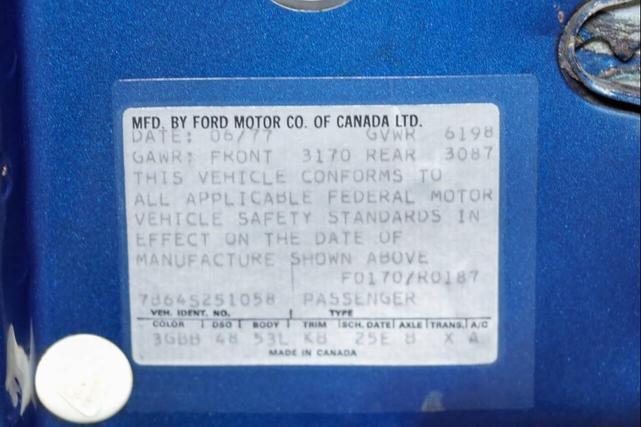 MFD. BY FORD MOTOR CO. OF CANADA LTD.
DATE: 06/77 GVWR 6198
GAWR: FRONT 3170 REAR 3087
THIS VEHICLE CONFORMS TO
ALL APPLICABLE FEDERAL MOTOR
VEHICLE SAFETY STANDARDS IN
EFFECT ON THE DATE OF
MANUFACTURE SHOWN ABOVE
F0170/R0187
7B64S251058 PASSENGER
VEH. IDENT. NO. TYPE
COLOR DSO BODY TRIM SCH. DATE AXLE TRANS. A/C
3GBB 48 53L KB 25E 8 X A
MADE IN CANADA